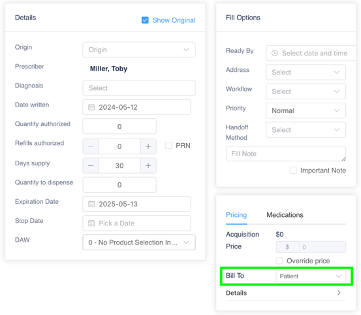 Details
Show Original
Origin
Origin
Prescriber
Miller, Toby
Diagnosis
Select
Date written
2024-05-12
Quantity authorized
0
Refills authorized
− 0 +
PRN
Days supply
− 30 +
Quantity to dispense
0
Expiration Date
2025-05-13
Stop Date
Pick a Date
DAW
0 - No Product Selection In...
Fill Options
Ready By
Select date and time
Address
Select
Workflow
Select
Priority
Normal
Handoff
Method
Select
Fill Note
Important Note
Pricing
Medications
Acquisition
$0
Price
$ 0
Override price
Bill To
Patient
Details